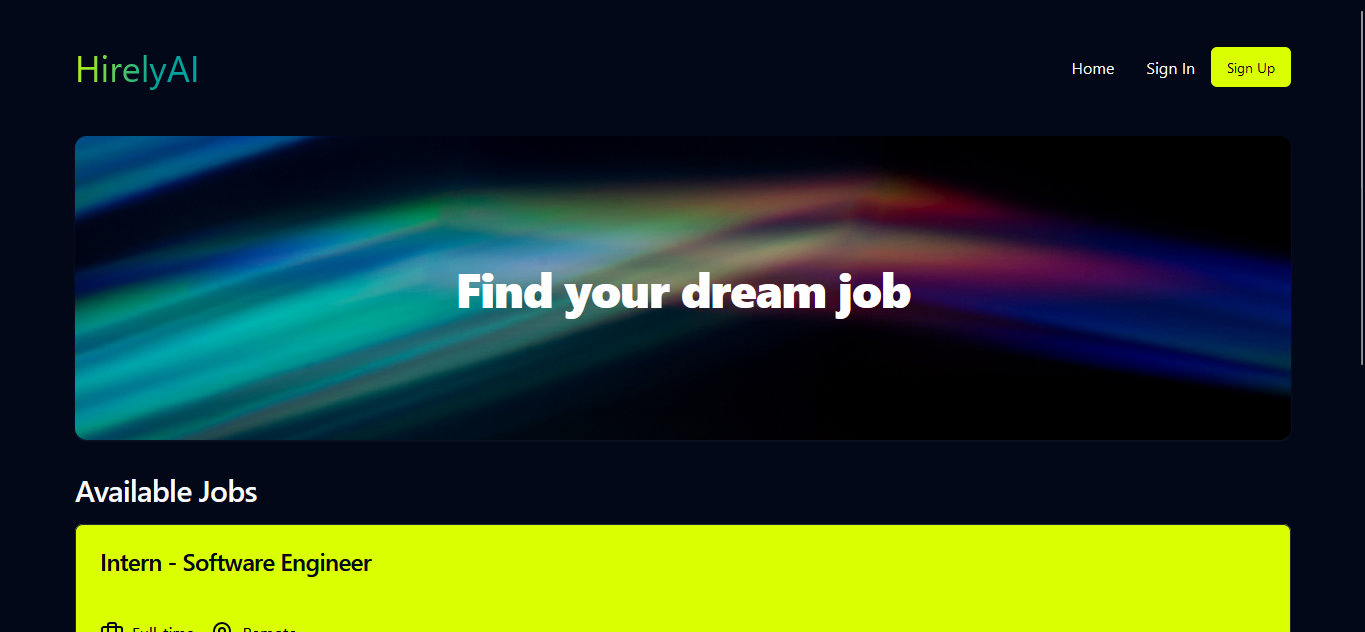 HirelyAI
Home
Sign In
Sign Up
Find your dream job
Available Jobs
Intern - Software Engineer
Full-time
Remote